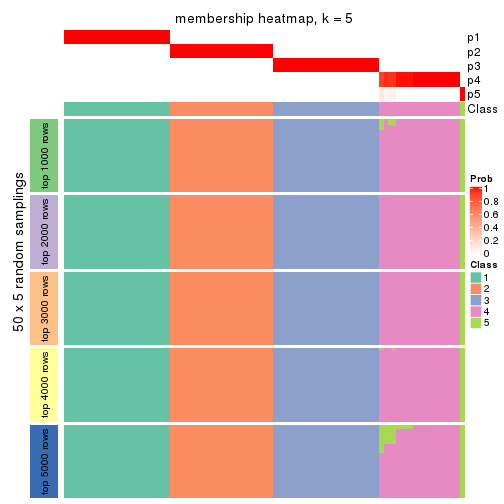 membership heatmap, k = 5
p1
p2
p3
p4
p5
Class
50 x 5 random samplings
top 1000 rows
top 2000 rows
top 3000 rows
top 4000 rows
top 5000 rows
Prob
1
0.8
0.6
0.4
0.2
0
Class
1
2
3
4
5